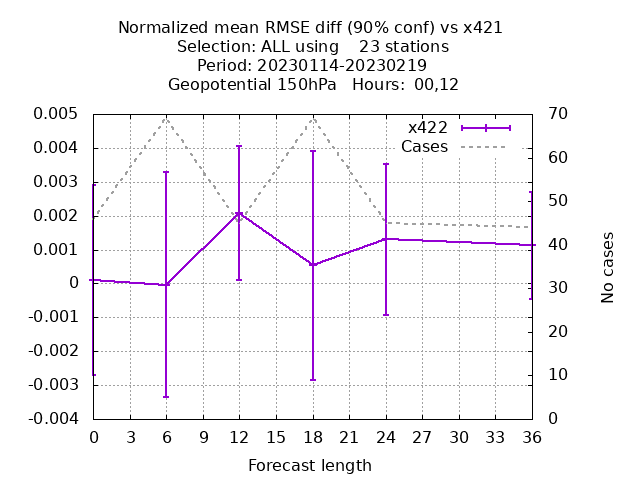 Normalized mean RMSE diff (90% conf) vs x421
Selection: ALL using    23 stations
Period: 20230114-20230219
Geopotential 150hPa   Hours:  00,12
0.005
0.004
0.003
0.002
0.001
0
-0.001
-0.002
-0.003
-0.004
x422
Cases
70
60
50
40
30
20
10
0
No cases
0 3 6 9 12 15 18 21 24 27 30 33 36
Forecast length